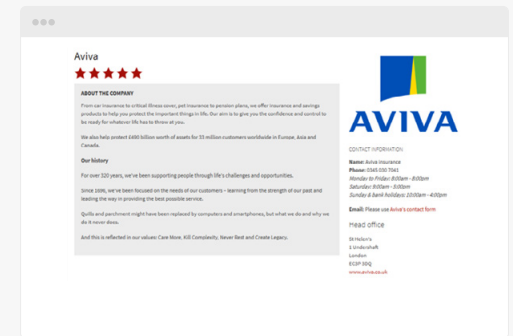 Aviva
ABOUT THE COMPANY
From car insurance to critical illness cover, pet insurance to pension plans, we offer insurance and savings
products to help you protect the important things in life. Our aim is to give you the confidence and control to
be ready for whatever life has to throw at you.
We also help protect £490 billion worth of assets for 33 million customers worldwide in Europe, Asia and
Canada.
Our history
For over 320 years, we've been supporting people through life's challenges and opportunities.
Since 1696, we've been focused on the needs of our customers – learning from the strength of our past and
leading the way in providing the best possible service.
Quills and parchment might have been replaced by computers and smartphones, but what we do and why we
do it never does.
And this is reflected in our values: Care More, Kill Complexity, Never Rest and Create Legacy.
AVIVA
CONTACT INFORMATION:
Name: Aviva Insurance
Phone: 0345 030 7061
Monday to Friday: 8:00am - 8:00pm
Saturday: 9:00am - 5:00pm
Sunday & bank holidays: 10:00am - 4:00pm
Email: Please use Aviva's contact form
Head office
St Helen's
1 Undershaft
London
EC3P 3DQ
www.aviva.co.uk